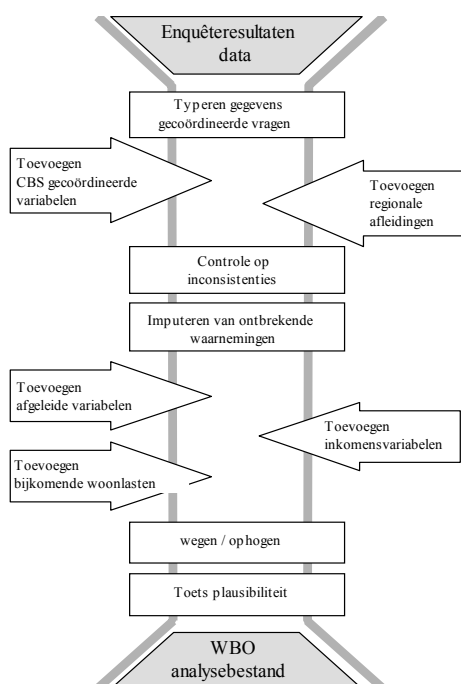 Enquêteresultaten
data
Typeren gegevens
gecoördineerde vragen
Toevoegen
CBS gecoördineerde
variabelen
Toevoegen
regionale
afleidingen
Controle op
inconsistenties
Imputeren van ontbrekende
waarnemingen
Toevoegen
afgeleide variabelen
Toevoegen
inkomensvariabelen
Toevoegen
bijkomende woonlasten
wegen / ophogen
Toets plausibiliteit
WBO
analysebestand